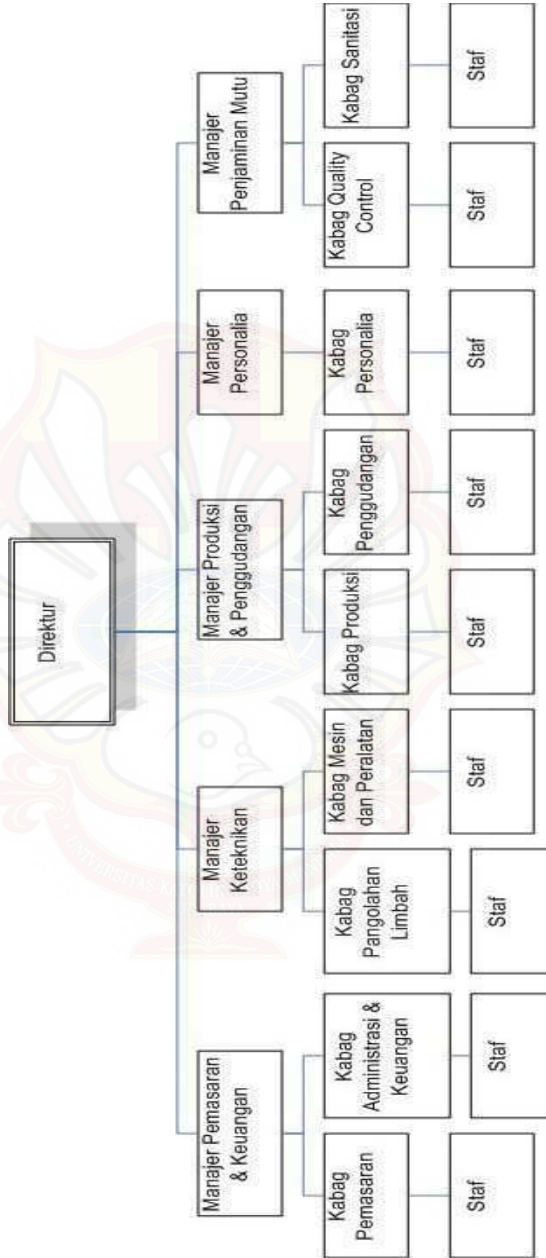 Direktur
Manajer Pemasaran
& Keuangan
Manajer
Keteknikan
Manajer Produksi
& Penggudangan
Manajer
Personalia
Manajer
Penjaminan Mutu
Kabag
Pemasaran
Kabag
Administrasi &
Keuangan
Kabag
Pangolahan
Limbah
Kabag Mesin
dan Peralatan
Kabag Produksi
Kabag
Penggudangan
Kabag
Personalia
Kabag Quality
Control
Kabag Sanitasi
Staf
Staf
Staf
Staf
Staf
Staf
Staf
Staf
Staf
UNIVERSITAS